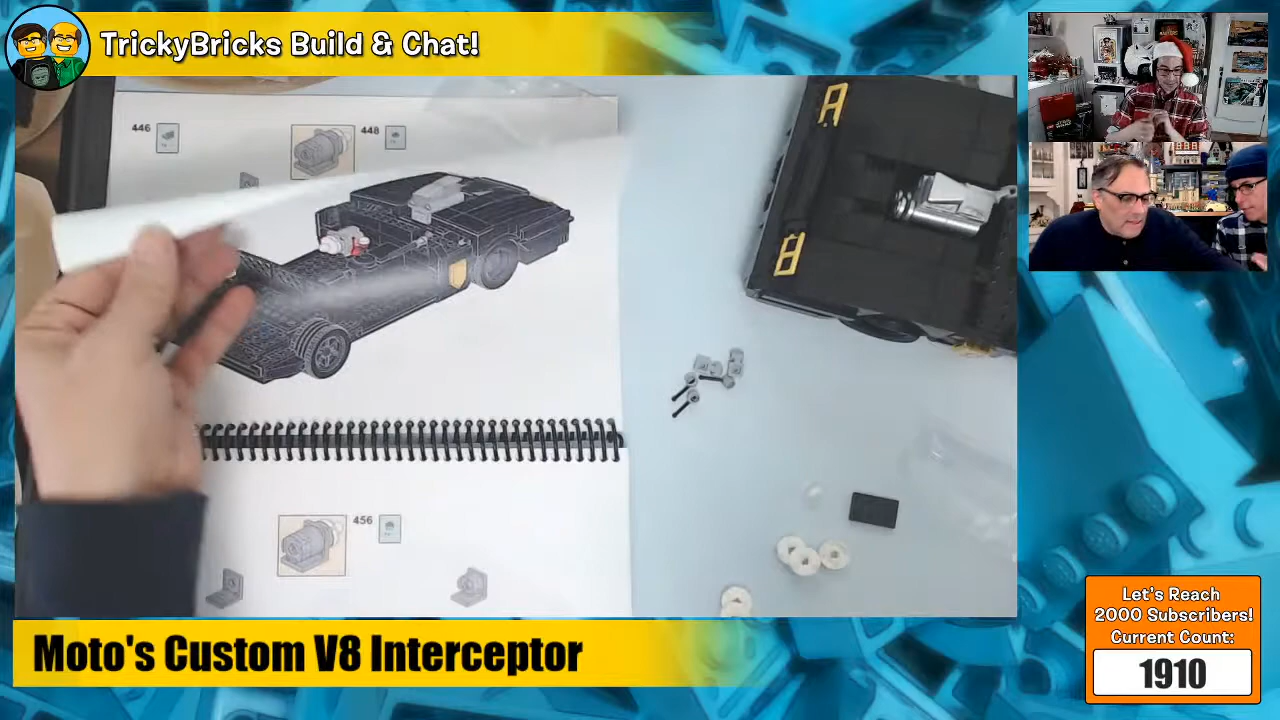 TrickyBricks Build & Chat!
446
448
456
Moto's Custom V8 Interceptor
Let's Reach
2000 Subscribers!
Current Count:
1910